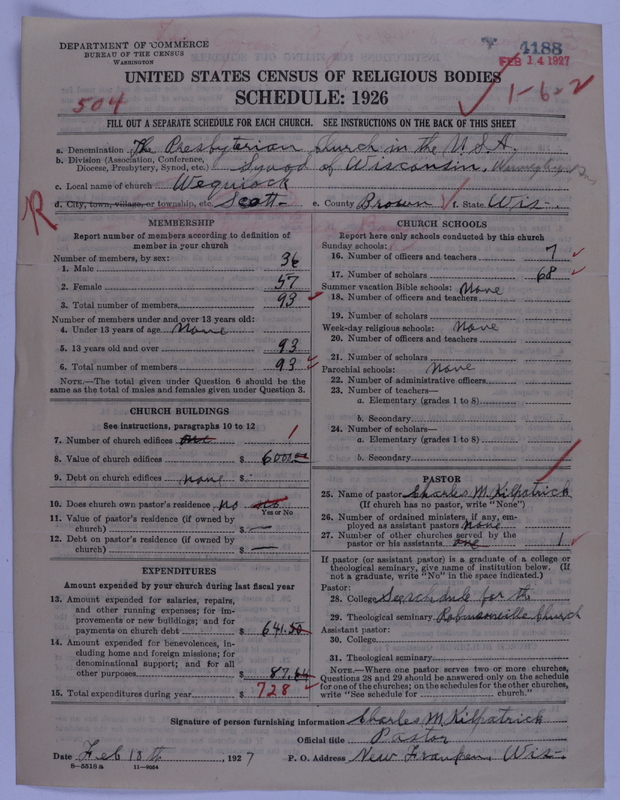 DEPARTMENT OF COMMERCE
BUREAU OF THE CENSUS
WASHINGTON
4188
FEB 14 1927
UNITED STATES CENSUS OF RELIGIOUS BODIES
SCHEDULE: 1926
504
1-6-2
FILL OUT A SEPARATE SCHEDULE FOR EACH CHURCH. SEE INSTRUCTIONS ON THE BACK OF THIS SHEET
a. Denomination The Presbyterian Church in the U.S.A.
b. Division (Association, Conference,
Diocese, Presbytery, Synod, etc.) Synod of Wisconsin,
c. Local name of church Wequiock
d. City, town, village, or township, etc. Scott e. County Brown f. State Wis.
R
MEMBERSHIP
Report number of members according to definition of
member in your church
Number of members, by sex:
1. Male 36
2. Female 57
3. Total number of members 93
Number of members under and over 13 years old:
4. Under 13 years of age None
5. 13 years old and over 93
6. Total number of members 93
NOTE.—The total given under Question 6 should be the
same as the total of males and females given under Question 3.
CHURCH BUILDINGS
See instructions, paragraphs 10 to 12
7. Number of church edifices one 1
8. Value of church edifices $ 6000.00
9. Debt on church edifices none $
10. Does church own pastor's residence no no
Yes or No
11. Value of pastor's residence (if owned by
church) $ —
12. Debt on pastor's residence (if owned by
church) $ —
EXPENDITURES
Amount expended by your church during last fiscal year
13. Amount expended for salaries, repairs,
and other running expenses; for im-
provements or new buildings; and for
payments on church debt $ 641.50
14. Amount expended for benevolences, in-
cluding home and foreign missions; for
denominational support; and for all
other purposes $ 87.64
15. Total expenditures during year $ 728
CHURCH SCHOOLS
Report here only schools conducted by this church
Sunday schools:
16. Number of officers and teachers 7
17. Number of scholars 68
Summer vacation Bible schools: None
18. Number of officers and teachers
19. Number of scholars
Week-day religious schools: None
20. Number of officers and teachers
21. Number of scholars
Parochial schools: None
22. Number of administrative officers
23. Number of teachers—
a. Elementary (grades 1 to 8)
b. Secondary
24. Number of scholars—
a. Elementary (grades 1 to 8)
b. Secondary
PASTOR
25. Name of pastor Charles M. Kilpatrick
(If church has no pastor, write "None")
26. Number of ordained ministers, if any, em-
ployed as assistant pastors None
27. Number of other churches served by the
pastor or his assistants one 1
If pastor (or assistant pastor) is a graduate of a college or
theological seminary, give name of institution below. (If
not a graduate, write "No" in the space indicated.)
Pastor:
28. College See schedule for the
29. Theological seminary Robinsonville Church
Assistant pastor:
30. College
31. Theological seminary
NOTE.—Where one pastor serves two or more churches,
Questions 28 and 29 should be answered only on the schedule
for one of the churches; on the schedules for the other churches,
write "See schedule for church."
Signature of person furnishing information Charles M. Kilpatrick
Official title Pastor
Date Feb 18th, 1927 P. O. Address New Franken, Wis.
8-5518 a 11-9064